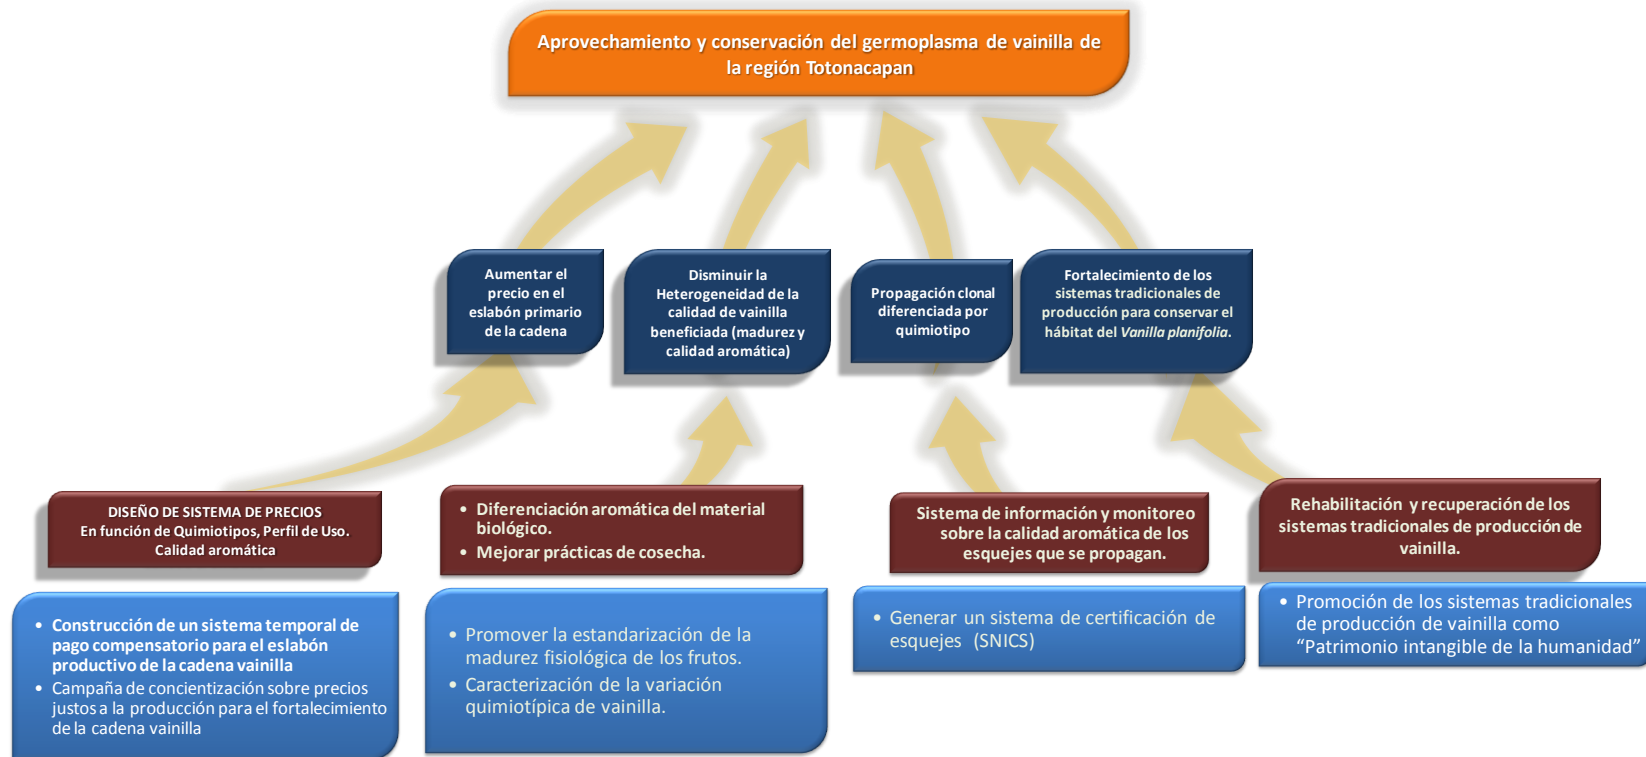 Aprovechamiento y conservación del germoplasma de vainilla de
la región Totonacapan
Aumentar el
precio en el
eslabón primario
de la cadena
Disminuir la
Heterogeneidad de la
calidad de vainilla
beneficiada (madurez y
calidad aromática)
Propagación clonal
diferenciada por
quimiotipo
Fortalecimiento de los
sistemas tradicionales de
producción para conservar el
hábitat del Vanilla planifolia.
DISEÑO DE SISTEMA DE PRECIOS
En función de Quimiotipos, Perfil de Uso.
Calidad aromática
• Diferenciación aromática del material
biológico.
• Mejorar prácticas de cosecha.
Sistema de información y monitoreo
sobre la calidad aromática de los
esquejes que se propagan.
Rehabilitación y recuperación de los
sistemas tradicionales de producción de
vainilla.
• Construcción de un sistema temporal de
pago compensatorio para el eslabón
productivo de la cadena vainilla
• Campaña de concientización sobre precios
justos a la producción para el fortalecimiento
de la cadena vainilla
• Promover la estandarización de la
madurez fisiológica de los frutos.
• Caracterización de la variación
quimiotípica de vainilla.
• Generar un sistema de certificación de
esquejes (SNICS)
• Promoción de los sistemas tradicionales
de producción de vainilla como
“Patrimonio intangible de la humanidad”